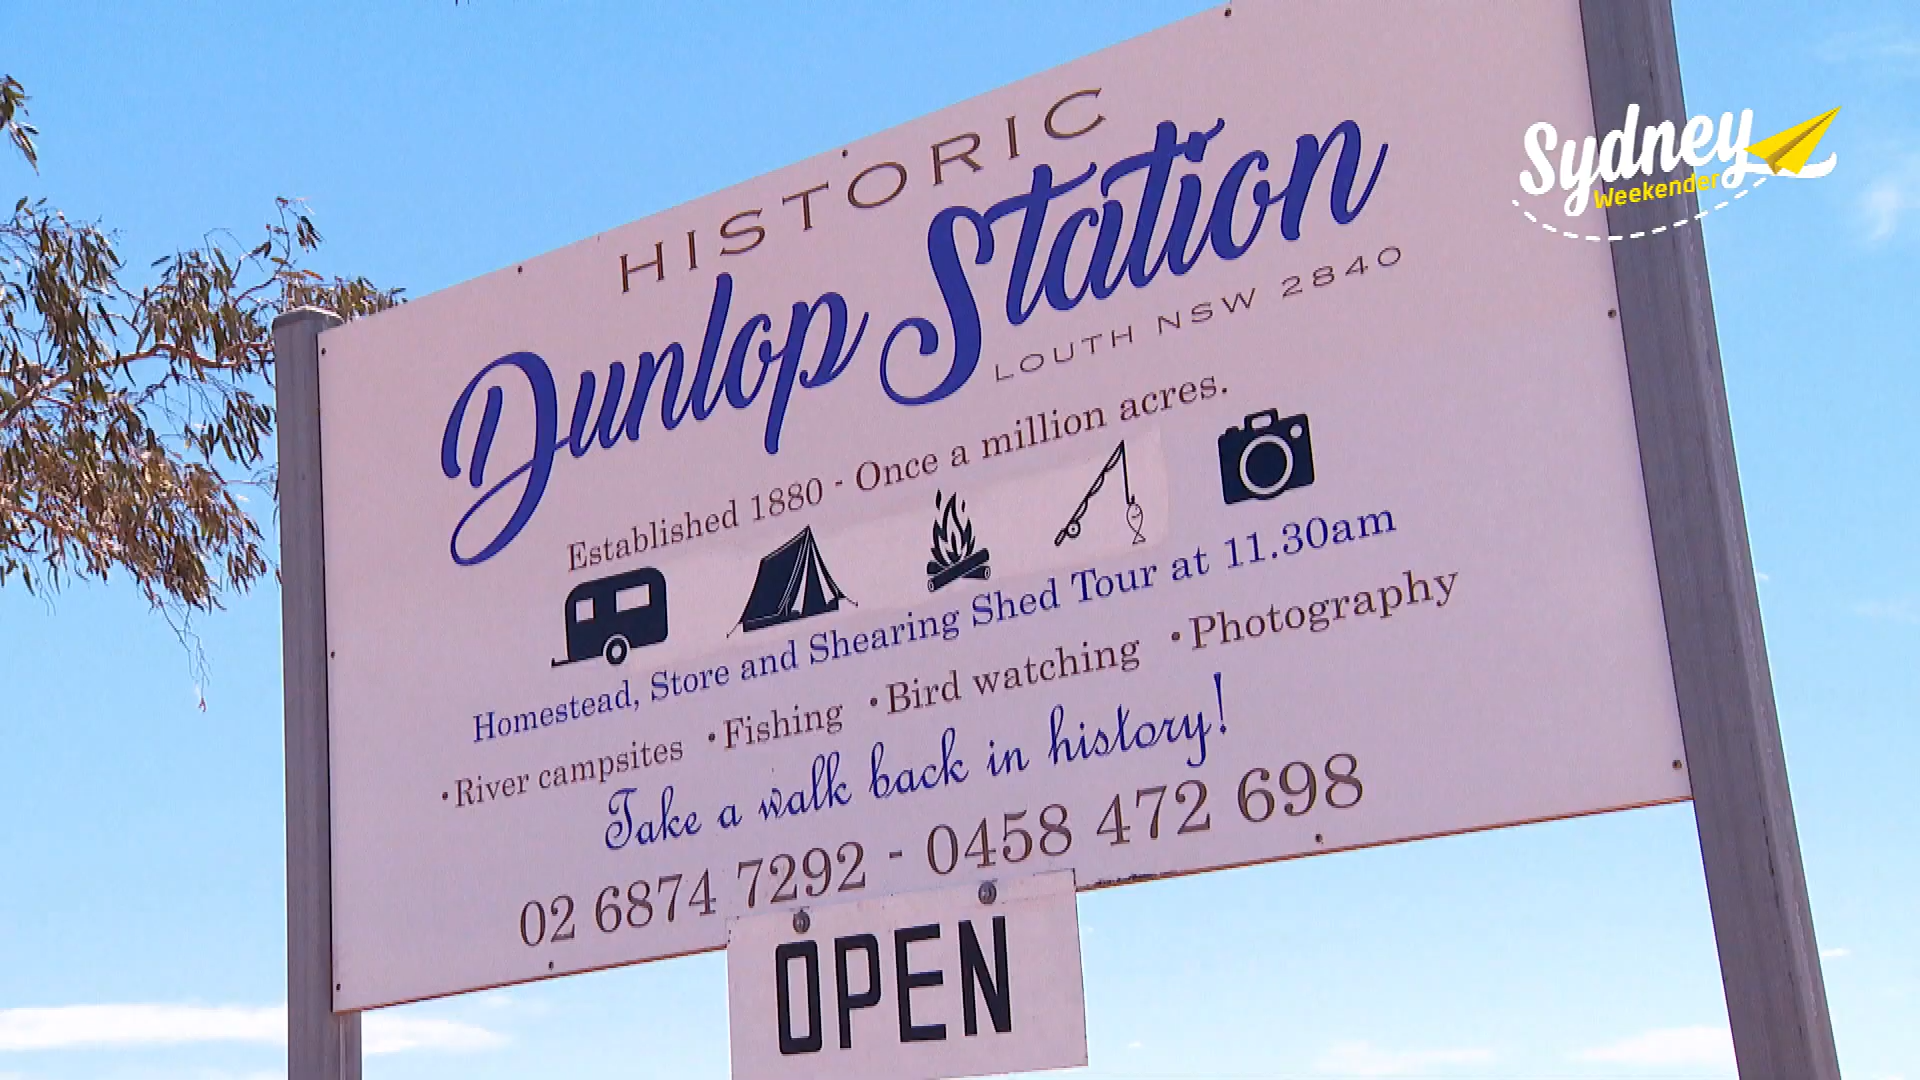 HISTORIC
Dunlop Station
LOUTH NSW 2840
Established 1880 - Once a million acres.
Homestead, Store and Shearing Shed Tour at 11.30am
•River campsites •Fishing •Bird watching •Photography
Take a walk back in history!
02 6874 7292 - 0458 472 698
OPEN
Sydney
Weekender